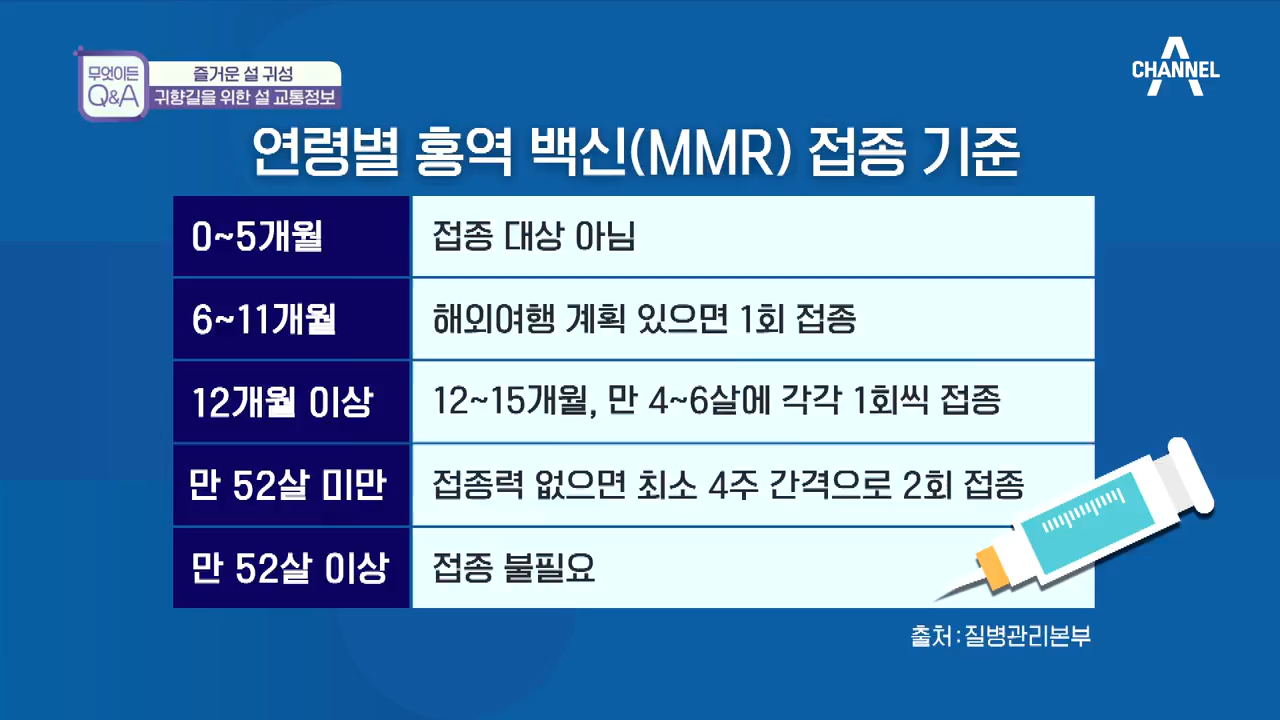 무엇이든
Q&A
즐거운 설 귀성
귀향길을 위한 설 교통정보
CHANNEL A
연령별 홍역 백신(MMR) 접종 기준
0~5개월 접종 대상 아님
6~11개월 해외여행 계획 있으면 1회 접종
12개월 이상 12~15개월, 만 4~6살에 각각 1회씩 접종
만 52살 미만 접종력 없으면 최소 4주 간격으로 2회 접종
만 52살 이상 접종 불필요
출처:질병관리본부